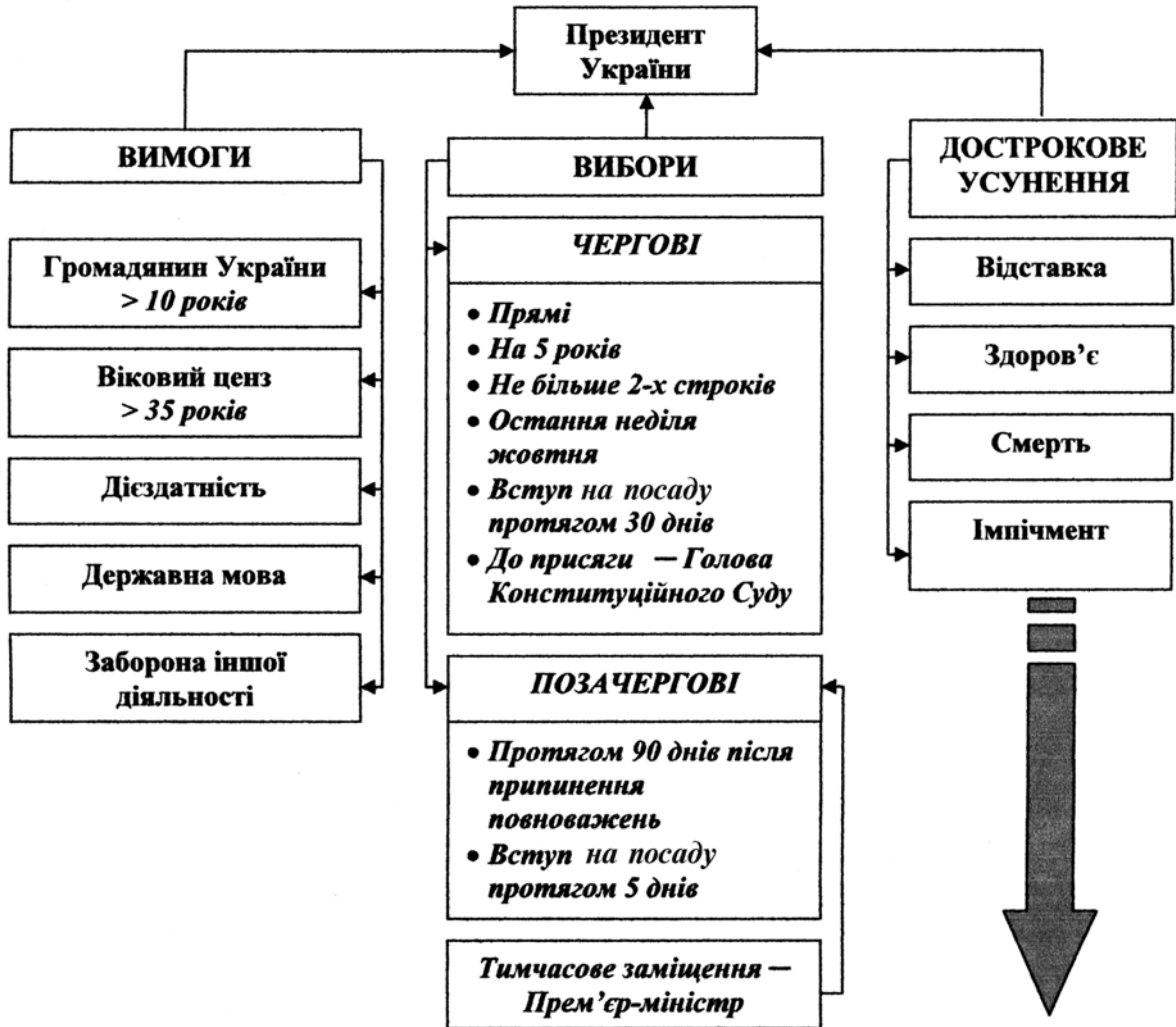 Президент
України
ВИМОГИ
Громадянин України
> 10 років
Віковий ценз
> 35 років
Дієздатність
Державна мова
Заборона іншої
діяльності
ВИБОРИ
ЧЕРГОВІ
• Прямі
• На 5 років
• Не більше 2-х строків
• Остання неділя
жовтня
• Вступ на посаду
протягом 30 днів
• До присяги — Голова
Конституційного Суду
ПОЗАЧЕРГОВІ
• Протягом 90 днів після
припинення
повноважень
• Вступ на посаду
протягом 5 днів
Тимчасове заміщення —
Прем’єр-міністр
ДОСТРОКОВЕ
УСУНЕННЯ
Відставка
Здоров’є
Смерть
Імпічмент